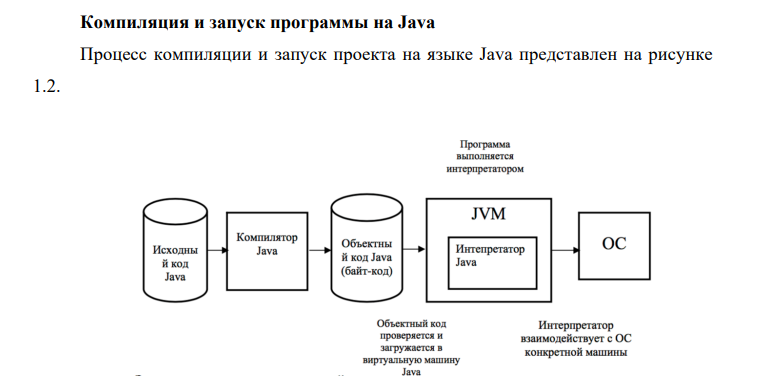 Компиляция и запуск программы на Java
Процесс компиляции и запуск проекта на языке Java представлен на рисунке
1.2.
Программа
выполняется
интерпретатором
Исходны
й код
Java
Компилятор
Java
Объектны
й код Java
(байт-код)
JVM
Интепретатор
Java
ОС
Объектный код
проверяется и
загружается в
виртуальную машину
Java
Интерпретатор
взаимодействует с ОС
конкретной машины